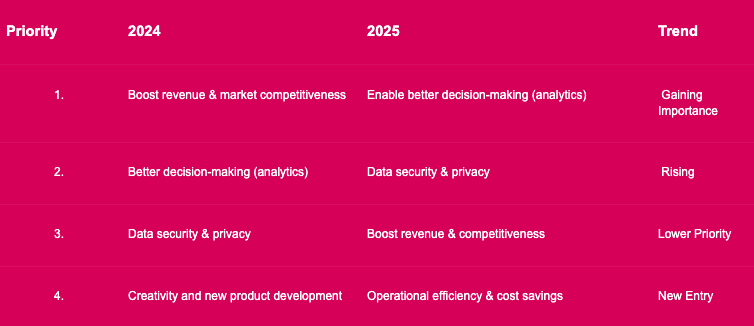 Priority 2024 2025 Trend
1. Boost revenue & market competitiveness Enable better decision-making (analytics) Gaining
Importance
2. Better decision-making (analytics) Data security & privacy Rising
3. Data security & privacy Boost revenue & competitiveness Lower Priority
4. Creativity and new product development Operational efficiency & cost savings New Entry